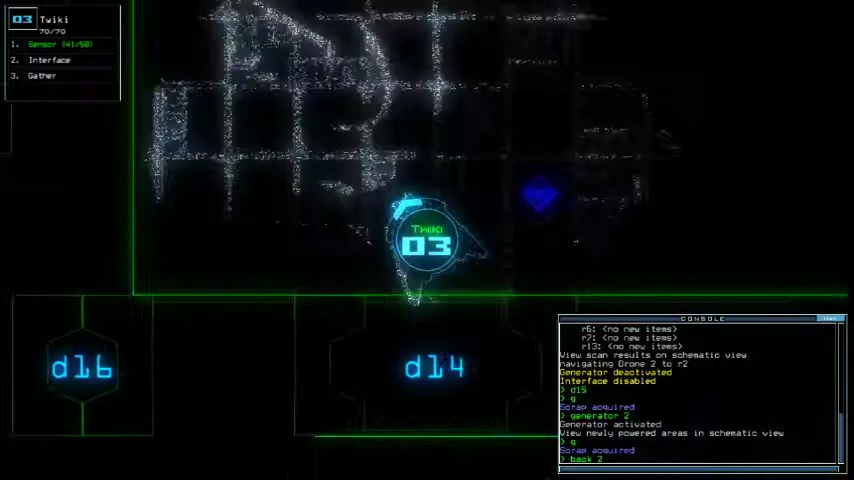 03 Twiki
70/70
1. Sensor (41/50)
2. Interface
3. Gather
Twiki
03
d16
d14
CONSOLE
r6: (no new items)
r7: (no new items)
r13: (no new items)
View scan results on schematic view
navigating Drone 2 to r2
Generator deactivated
Interface disabled
> d15
> g
Scrap acquired
> generator 2
Generator activated
View newly powered areas in schematic view
> g
Scrap acquired
> back 2